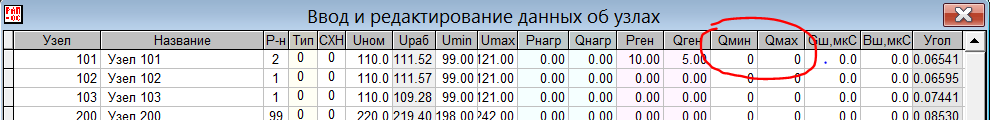 РАП -ОС Ввод и редактирование данных об узлах
Узел Название Р-н Тип СХН Uном Uраб Umin Umax Pнагр Qнагр Pген Qген Qмин Qмах Gш,мкС Вш,мкС Угол
101 Узел 101 2 0 0 110.0 111.52 99.00 121.00 0.00 0.00 10.00 5.00 0 0 0.0 0.0 0.06541
102 Узел 102 1 0 0 110.0 111.57 99.00 121.00 0.00 0.00 0.00 0.00 0 0 0.0 0.0 0.06595
103 Узел 103 1 0 0 110.0 109.28 99.00 121.00 0.00 0.00 0.00 0.00 0 0 0.0 0.0 0.07441
200 Узел 200 99 0 0 220.0 219.40 198.00 242.00 0.00 0.00 0.00 0.00 0 0 0.0 0.0 0.08530